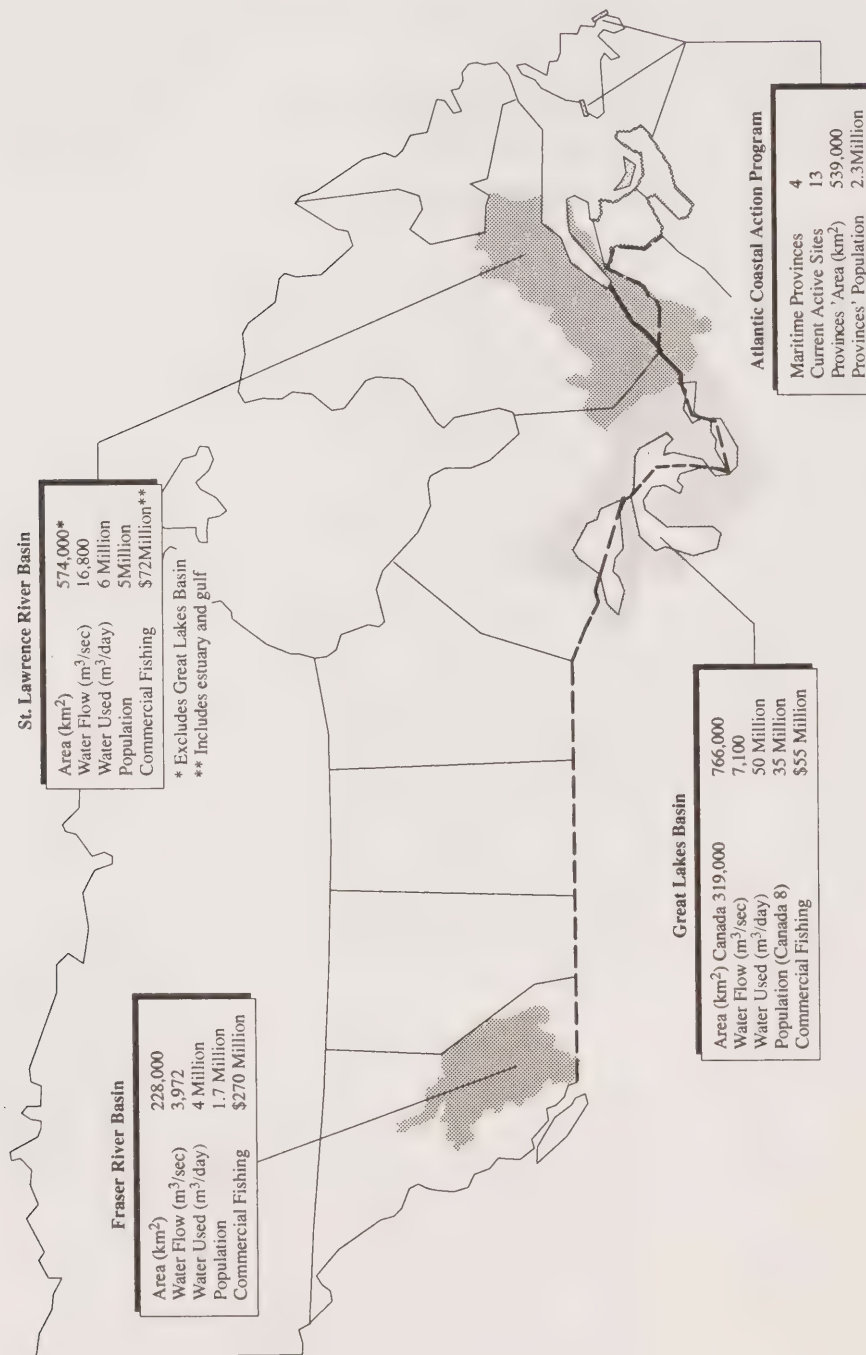 St. Lawrence River Basin
Area (km²) 574,000*
Water Flow (m³/sec) 16,800
Water Used (m³/day) 6 Million
Population 5Million
Commercial Fishing $72Million**
* Excludes Great Lakes Basin
** Includes estuary and gulf
Fraser River Basin
Area (km²) 228,000
Water Flow (m³/sec) 3,972
Water Used (m³/day) 4 Million
Population 1.7 Million
Commercial Fishing $270 Million
Great Lakes Basin
Area (km²) Canada 319,000 766,000
Water Flow (m³/sec) 7,100
Water Used (m³/day) 50 Million
Population (Canada 8) 35 Million
Commercial Fishing $55 Million
Atlantic Coastal Action Program
Maritime Provinces 4
Current Active Sites 13
Provinces 'Area (km²) 539,000
Provinces' Population 2.3Million